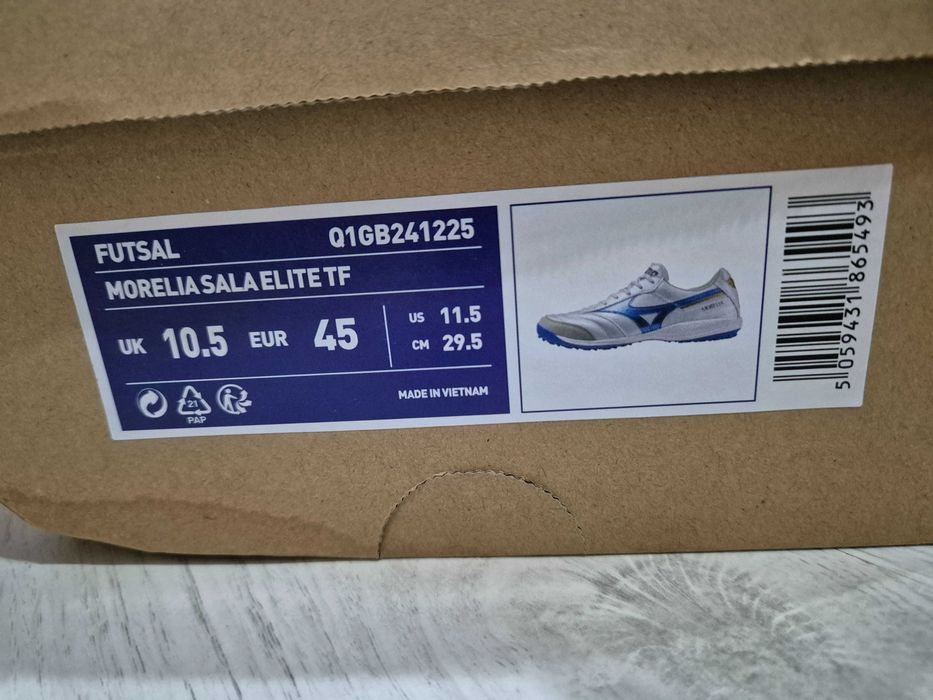 FUTSAL
Q1GB241225
MORELIA SALA ELITE TF
UK 10.5 EUR 45
US 11.5
CM 29.5
21
PAP
MADE IN VIETNAM
5 059431 865493